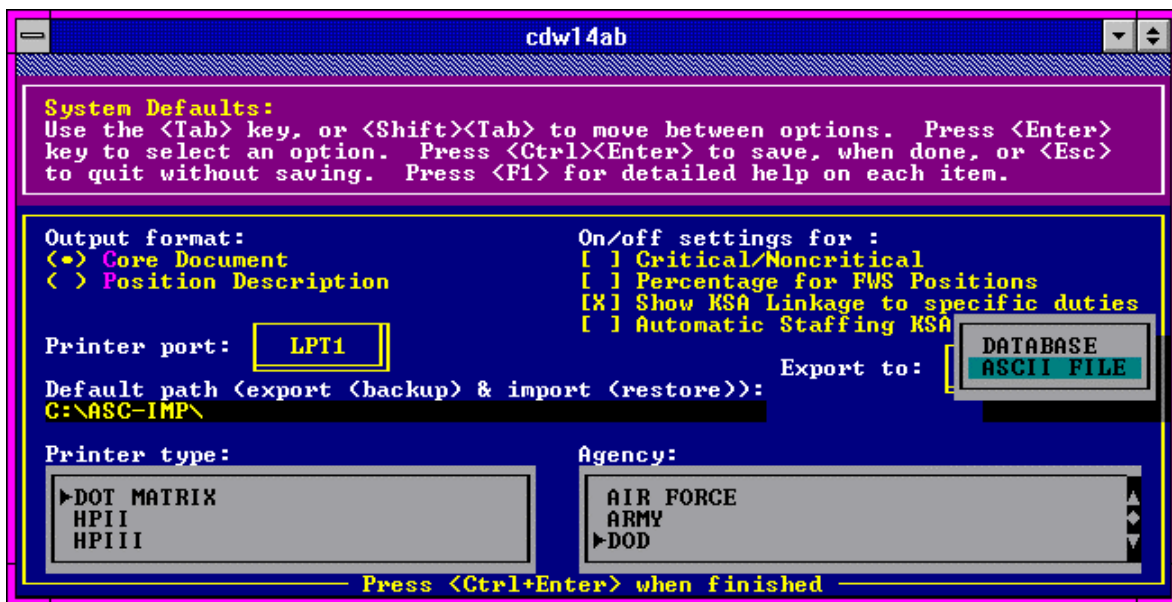 cdw14ab
System Defaults:
Use the <Tab> key, or <Shift><Tab> to move between options. Press <Enter>
key to select an option. Press <Ctrl><Enter> to save, when done, or <Esc>
to quit without saving. Press <F1> for detailed help on each item.
Output format:
(•) Core Document
( ) Position Description
On/off settings for :
[ ] Critical/Noncritical
[ ] Percentage for FWS Positions
[X] Show KSA Linkage to specific duties
[ ] Automatic Staffing KSA
Printer port: LPT1
Export to:
DATABASE
ASCII FILE
Default path (export (backup) & import (restore)):
C:\ASC-IMP\
Printer type:
DOT MATRIX
HPII
HPIII
Agency:
AIR FORCE
ARMY
DOD
Press <Ctrl+Enter> when finished